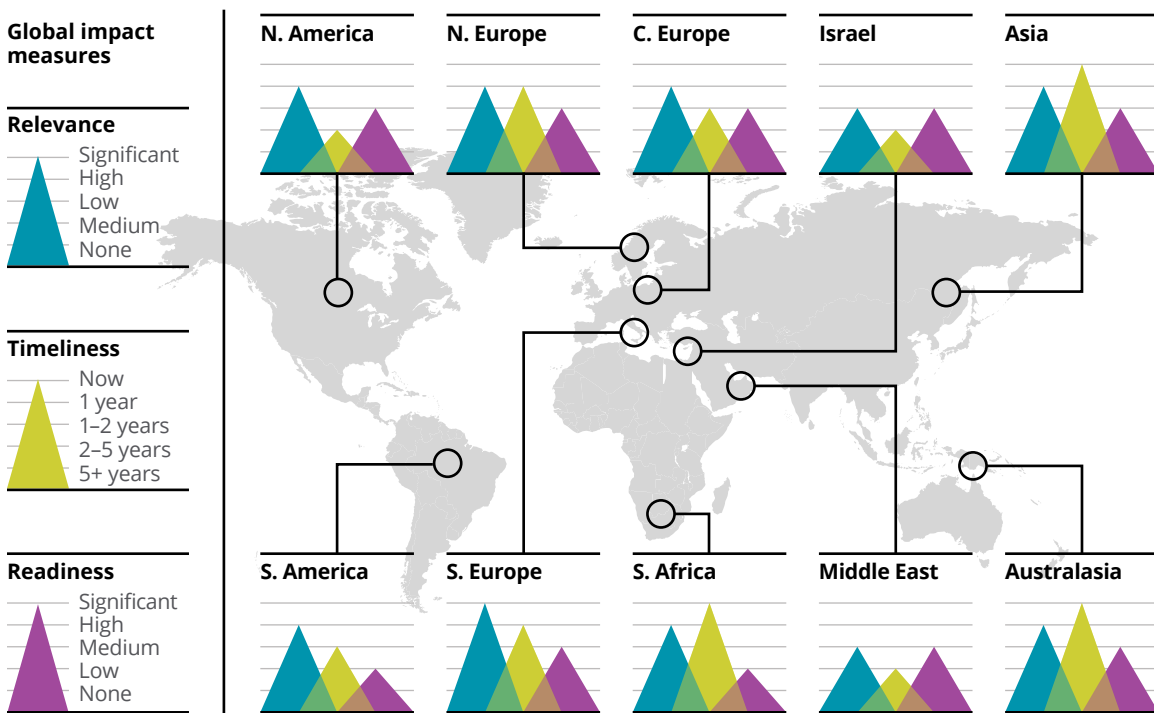 Global impact
measures
Relevance
Significant
High
Low
Medium
None
Timeliness
Now
1 year
1–2 years
2–5 years
5+ years
Readiness
Significant
High
Medium
Low
None
N. America
N. Europe
C. Europe
Israel
Asia
S. America
S. Europe
S. Africa
Middle East
Australasia